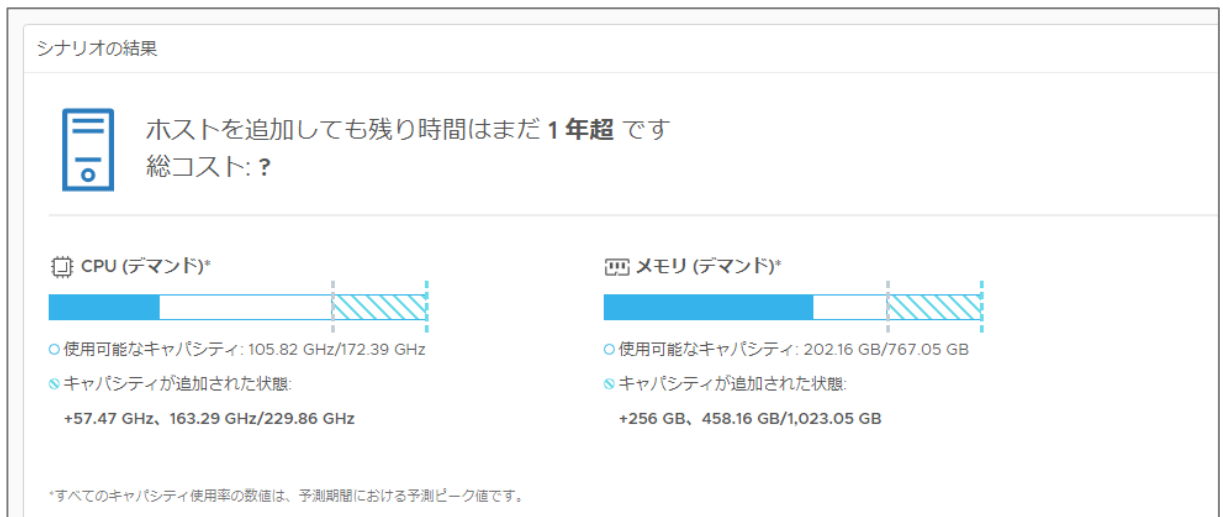 シナリオの結果
ホストを追加しても残り時間はまだ 1 年超 です
総コスト: ?
CPU (デマンド)*
使用可能なキャパシティ: 105.82 GHz/172.39 GHz
キャパシティが追加された状態:
+57.47 GHz、163.29 GHz/229.86 GHz
メモリ (デマンド)*
使用可能なキャパシティ: 202.16 GB/767.05 GB
キャパシティが追加された状態:
+256 GB、458.16 GB/1,023.05 GB
*すべてのキャパシティ使用率の数値は、予測期間における予測ピーク値です。